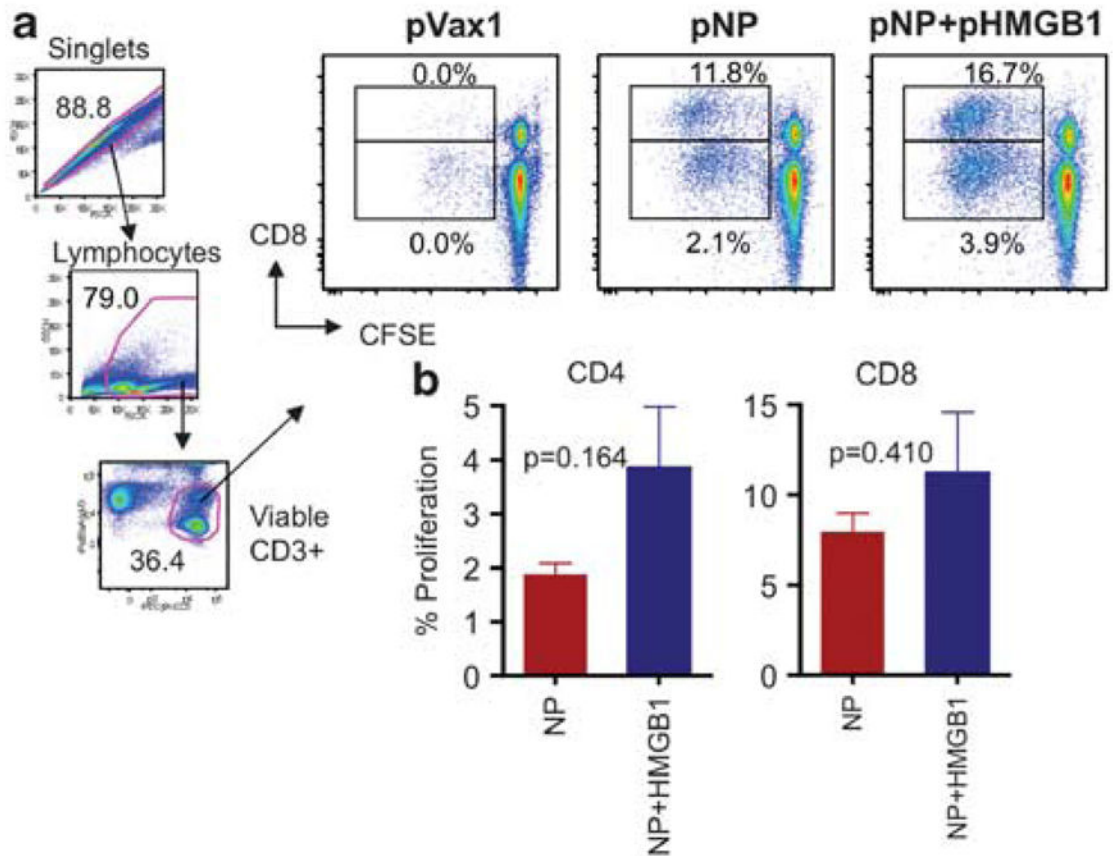 a
Singlets
88.8
Lymphocytes
79.0
36.4
Viable
CD3+
pVax1
pNP
pNP+pHMGB1
0.0%
11.8%
16.7%
0.0%
2.1%
3.9%
CD8
CFSE
b
CD4
CD8
% Proliferation
5
4
3
2
1
0
p=0.164
NP
NP+HMGB1
15
10
5
0
p=0.410
NP
NP+HMGB1